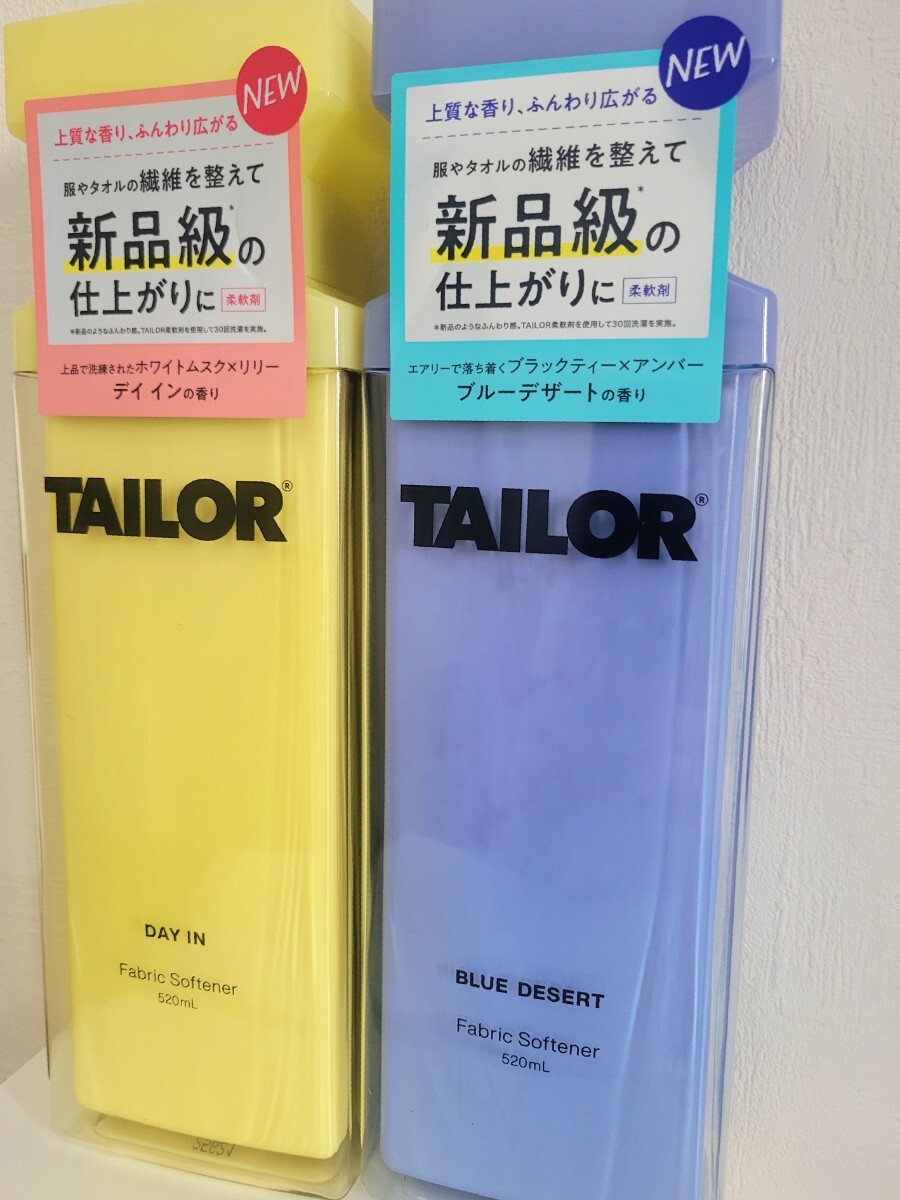 NEW
上質な香り、ふんわり広がる
服やタオルの繊維を整えて
新品級*の
仕上がりに 柔軟剤
*新品のようなふんわり感。TAILOR柔軟剤を使用して30回洗濯を実施。
上品で洗練されたホワイトムスク×リリー
デイ インの香り
TAILOR®
DAY IN
Fabric Softener
520mL
NEW
上質な香り、ふんわり広がる
服やタオルの繊維を整えて
新品級*の
仕上がりに 柔軟剤
*新品のようなふんわり感。TAILOR柔軟剤を使用して30回洗濯を実施。
エアリーで落ち着くブラックティー×アンバー
ブルーデザートの香り
TAILOR®
BLUE DESERT
Fabric Softener
520mL